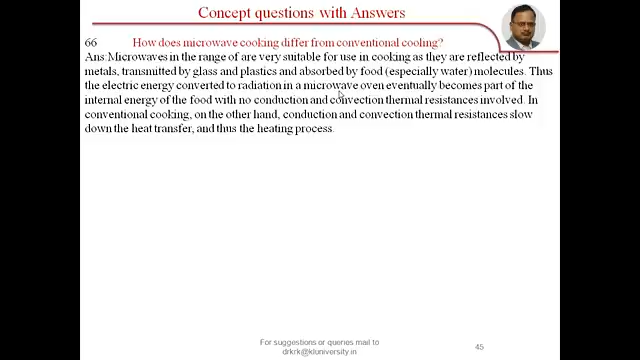 Concept questions with Answers
66 How does microwave cooking differ from conventional cooling?
Ans:Microwaves in the range of are very suitable for use in cooking as they are reflected by
metals, transmitted by glass and plastics and absorbed by food (especially water) molecules. Thus
the electric energy converted to radiation in a microwave oven eventually becomes part of the
internal energy of the food with no conduction and convection thermal resistances involved. In
conventional cooking, on the other hand, conduction and convection thermal resistances slow
down the heat transfer, and thus the heating process.
For suggestions or queries mail to
drkrk@kluniversity.in
45